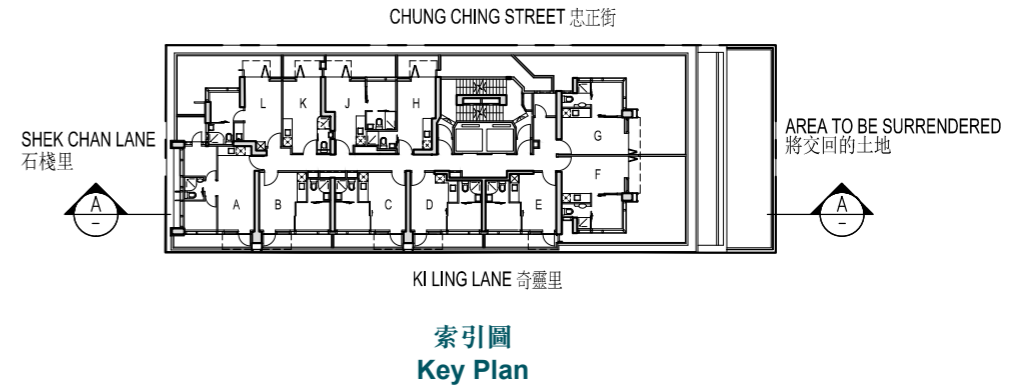 CHUNG CHING STREET 忠正街
L K J H
SHEK CHAN LANE
石棧里
AREA TO BE SURRENDERED
將交回的土地
G
F
A
A B C D E
A
KI LING LANE 奇靈里
索引圖
Key Plan